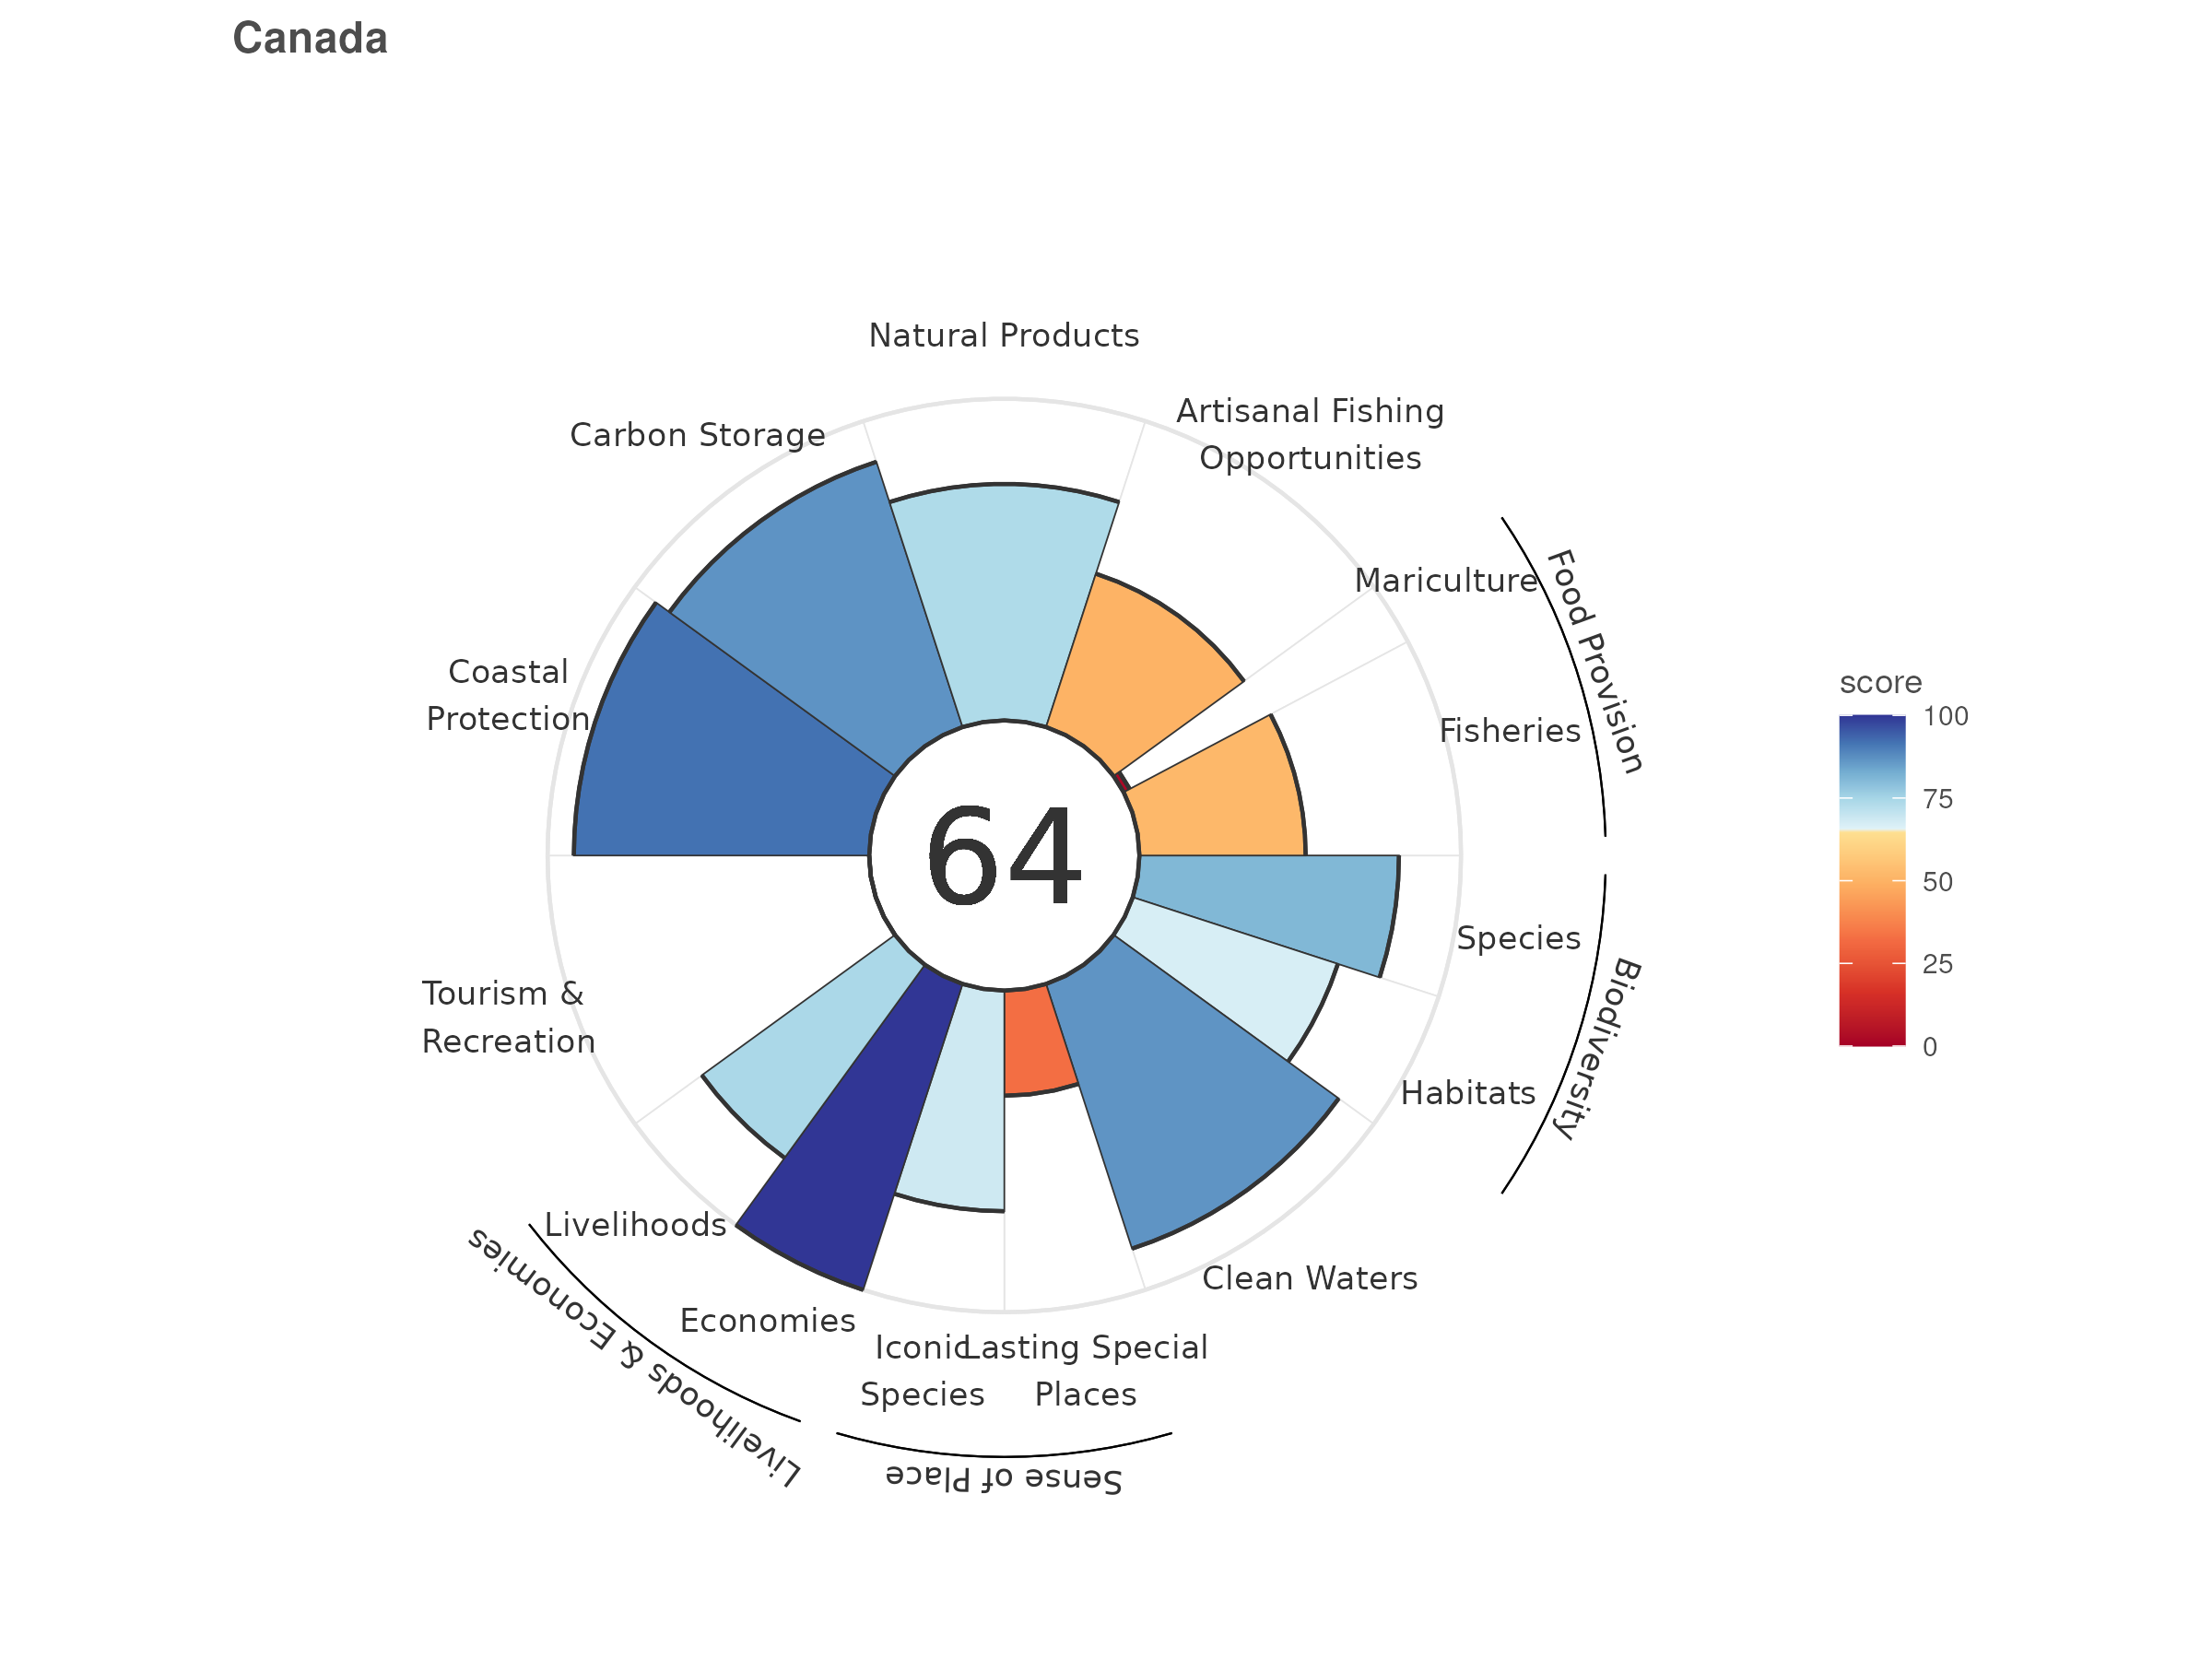 Canada
Natural Products
Artisanal Fishing
Opportunities
Carbon Storage
Mariculture
Food Provision
Coastal
Protection
Fisheries
score
100
75
50
25
0
64
Species
Biodiversity
Tourism &
Recreation
Habitats
Livelihoods
Clean Waters
Economies
Livelihoods & Economies
Iconic
Species
Lasting Special
Places
Sense of Place